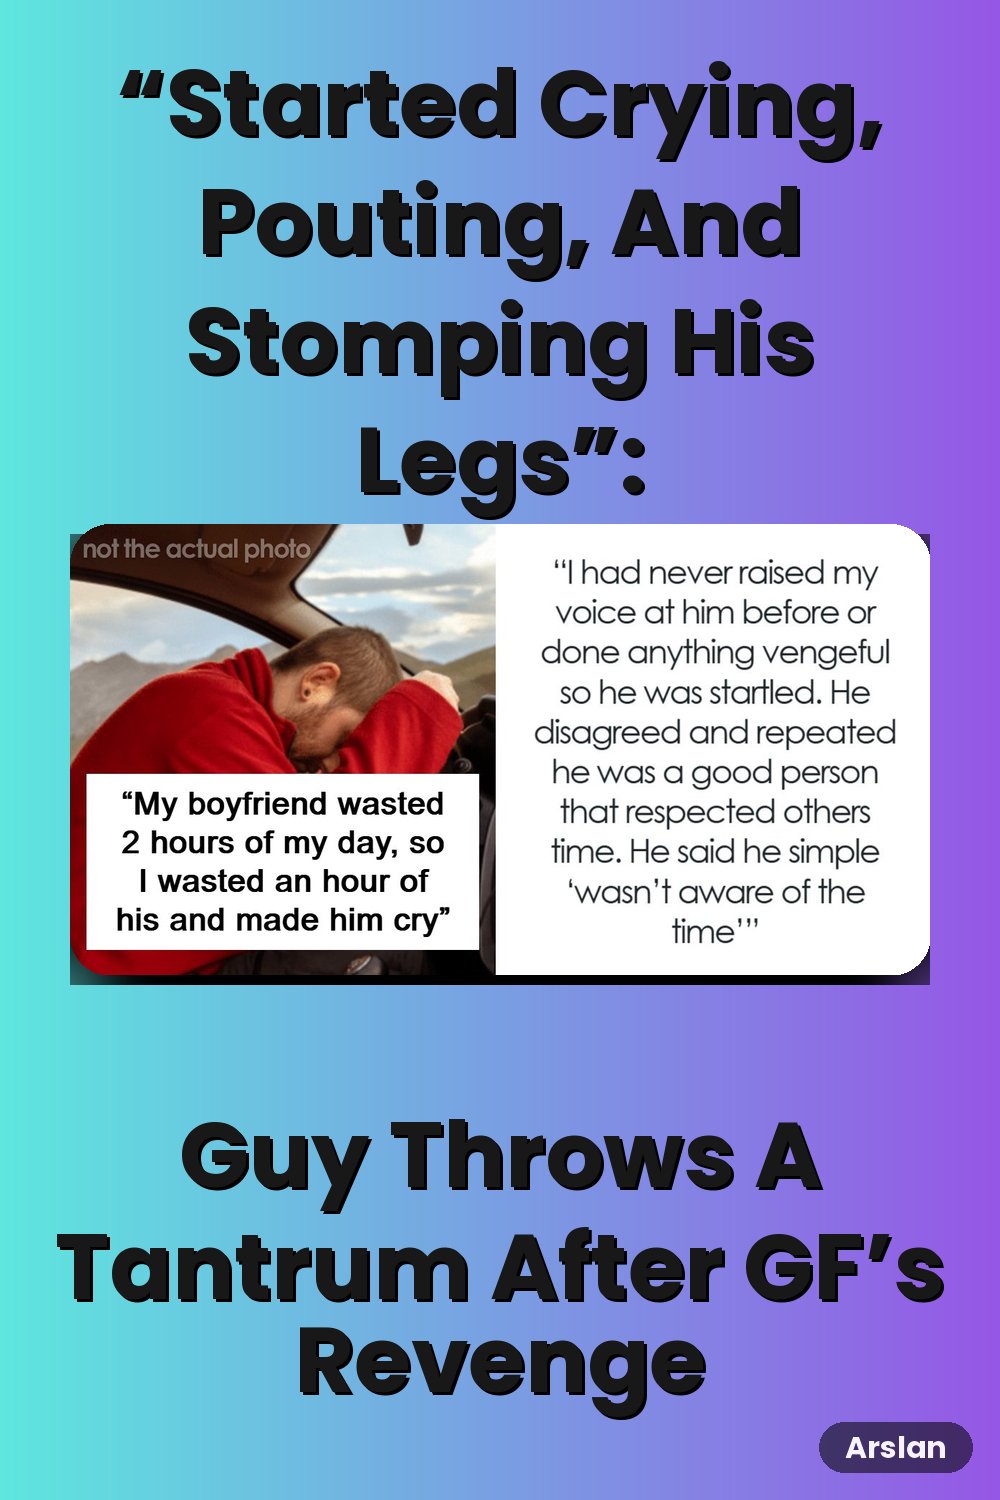 “Started Crying,
Pouting, And
Stomping His
Legs”:
not the actual photo
“My boyfriend wasted
2 hours of my day, so
I wasted an hour of
his and made him cry”
“I had never raised my
voice at him before or
done anything vengeful
so he was startled. He
disagreed and repeated
he was a good person
that respected others
time. He said he simple
‘wasn’t aware of the
time’”
Guy Throws A
Tantrum After GF’s
Revenge
Arslan